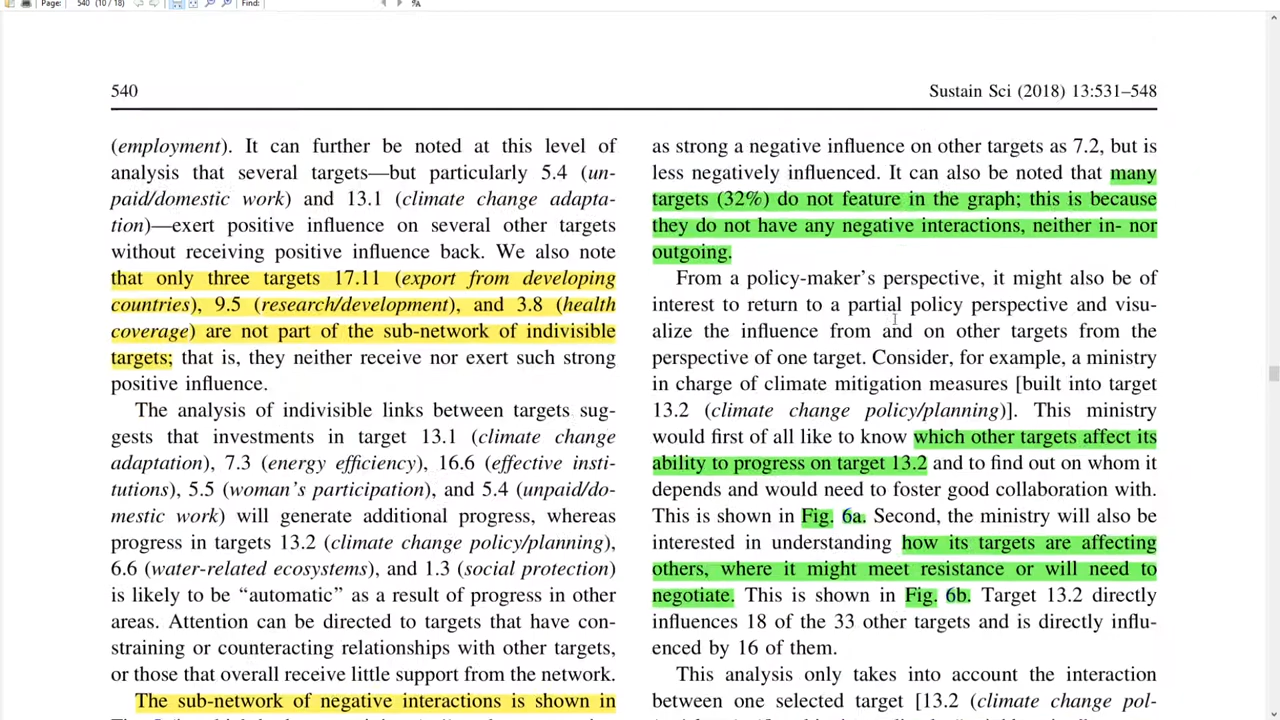 Page: 540 (10 / 18) Find:
540
Sustain Sci (2018) 13:531–548
(employment). It can further be noted at this level of
analysis that several targets—but particularly 5.4 (un-
paid/domestic work) and 13.1 (climate change adapta-
tion)—exert positive influence on several other targets
without receiving positive influence back. We also note
that only three targets 17.11 (export from developing
countries), 9.5 (research/development), and 3.8 (health
coverage) are not part of the sub-network of indivisible
targets; that is, they neither receive nor exert such strong
positive influence.
The analysis of indivisible links between targets sug-
gests that investments in target 13.1 (climate change
adaptation), 7.3 (energy efficiency), 16.6 (effective insti-
tutions), 5.5 (woman's participation), and 5.4 (unpaid/do-
mestic work) will generate additional progress, whereas
progress in targets 13.2 (climate change policy/planning),
6.6 (water-related ecosystems), and 1.3 (social protection)
is likely to be “automatic” as a result of progress in other
areas. Attention can be directed to targets that have con-
straining or counteracting relationships with other targets,
or those that overall receive little support from the network.
The sub-network of negative interactions is shown in
as strong a negative influence on other targets as 7.2, but is
less negatively influenced. It can also be noted that many
targets (32%) do not feature in the graph; this is because
they do not have any negative interactions, neither in- nor
outgoing.
From a policy-maker's perspective, it might also be of
interest to return to a partial policy perspective and visu-
alize the influence from and on other targets from the
perspective of one target. Consider, for example, a ministry
in charge of climate mitigation measures [built into target
13.2 (climate change policy/planning)]. This ministry
would first of all like to know which other targets affect its
ability to progress on target 13.2 and to find out on whom it
depends and would need to foster good collaboration with.
This is shown in Fig. 6a. Second, the ministry will also be
interested in understanding how its targets are affecting
others, where it might meet resistance or will need to
negotiate. This is shown in Fig. 6b. Target 13.2 directly
influences 18 of the 33 other targets and is directly influ-
enced by 16 of them.
This analysis only takes into account the interaction
between one selected target [13.2 (climate change pol-